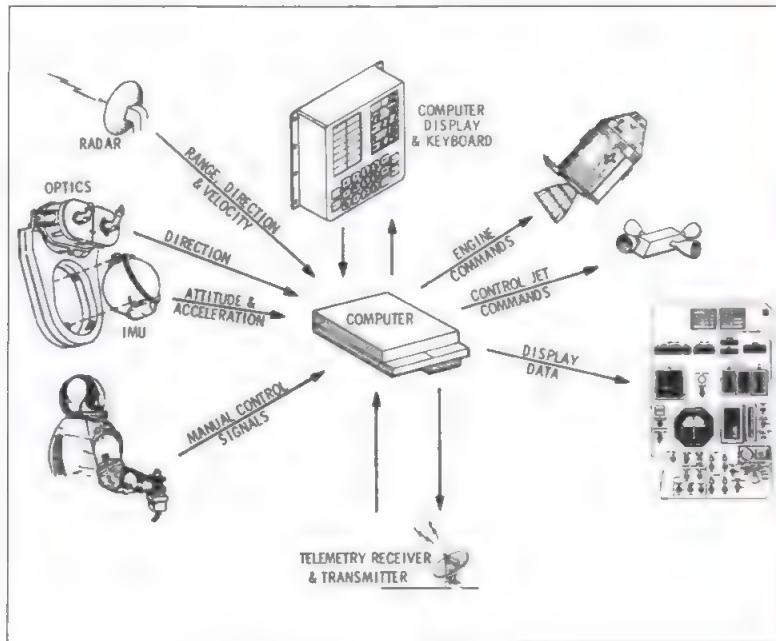 RADAR
RANGE, DIRECTION
& VELOCITY
COMPUTER
DISPLAY
& KEYBOARD
OPTICS
DIRECTION
ENGINE
COMMANDS
ATTITUDE &
ACCELERATION
IMU
COMPUTER
CONTROL JET
COMMANDS
DISPLAY
DATA
MANUAL CONTROL
SIGNALS
TELEMETRY RECEIVER
& TRANSMITTER